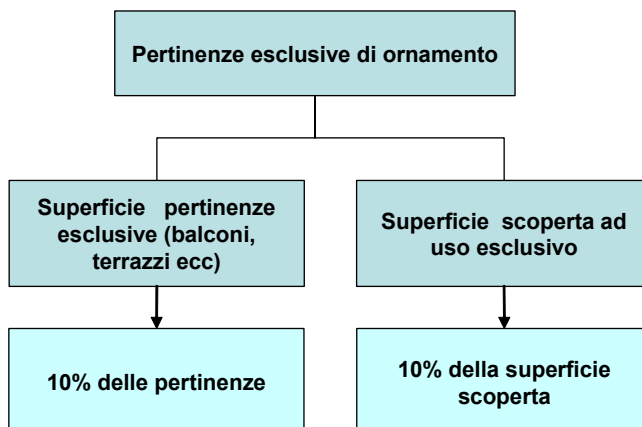 Pertinenze esclusive di ornamento
Superficie pertinenze
esclusive (balconi,
terrazzi ecc)
Superficie scoperta ad
uso esclusivo
10% delle pertinenze
10% della superficie
scoperta